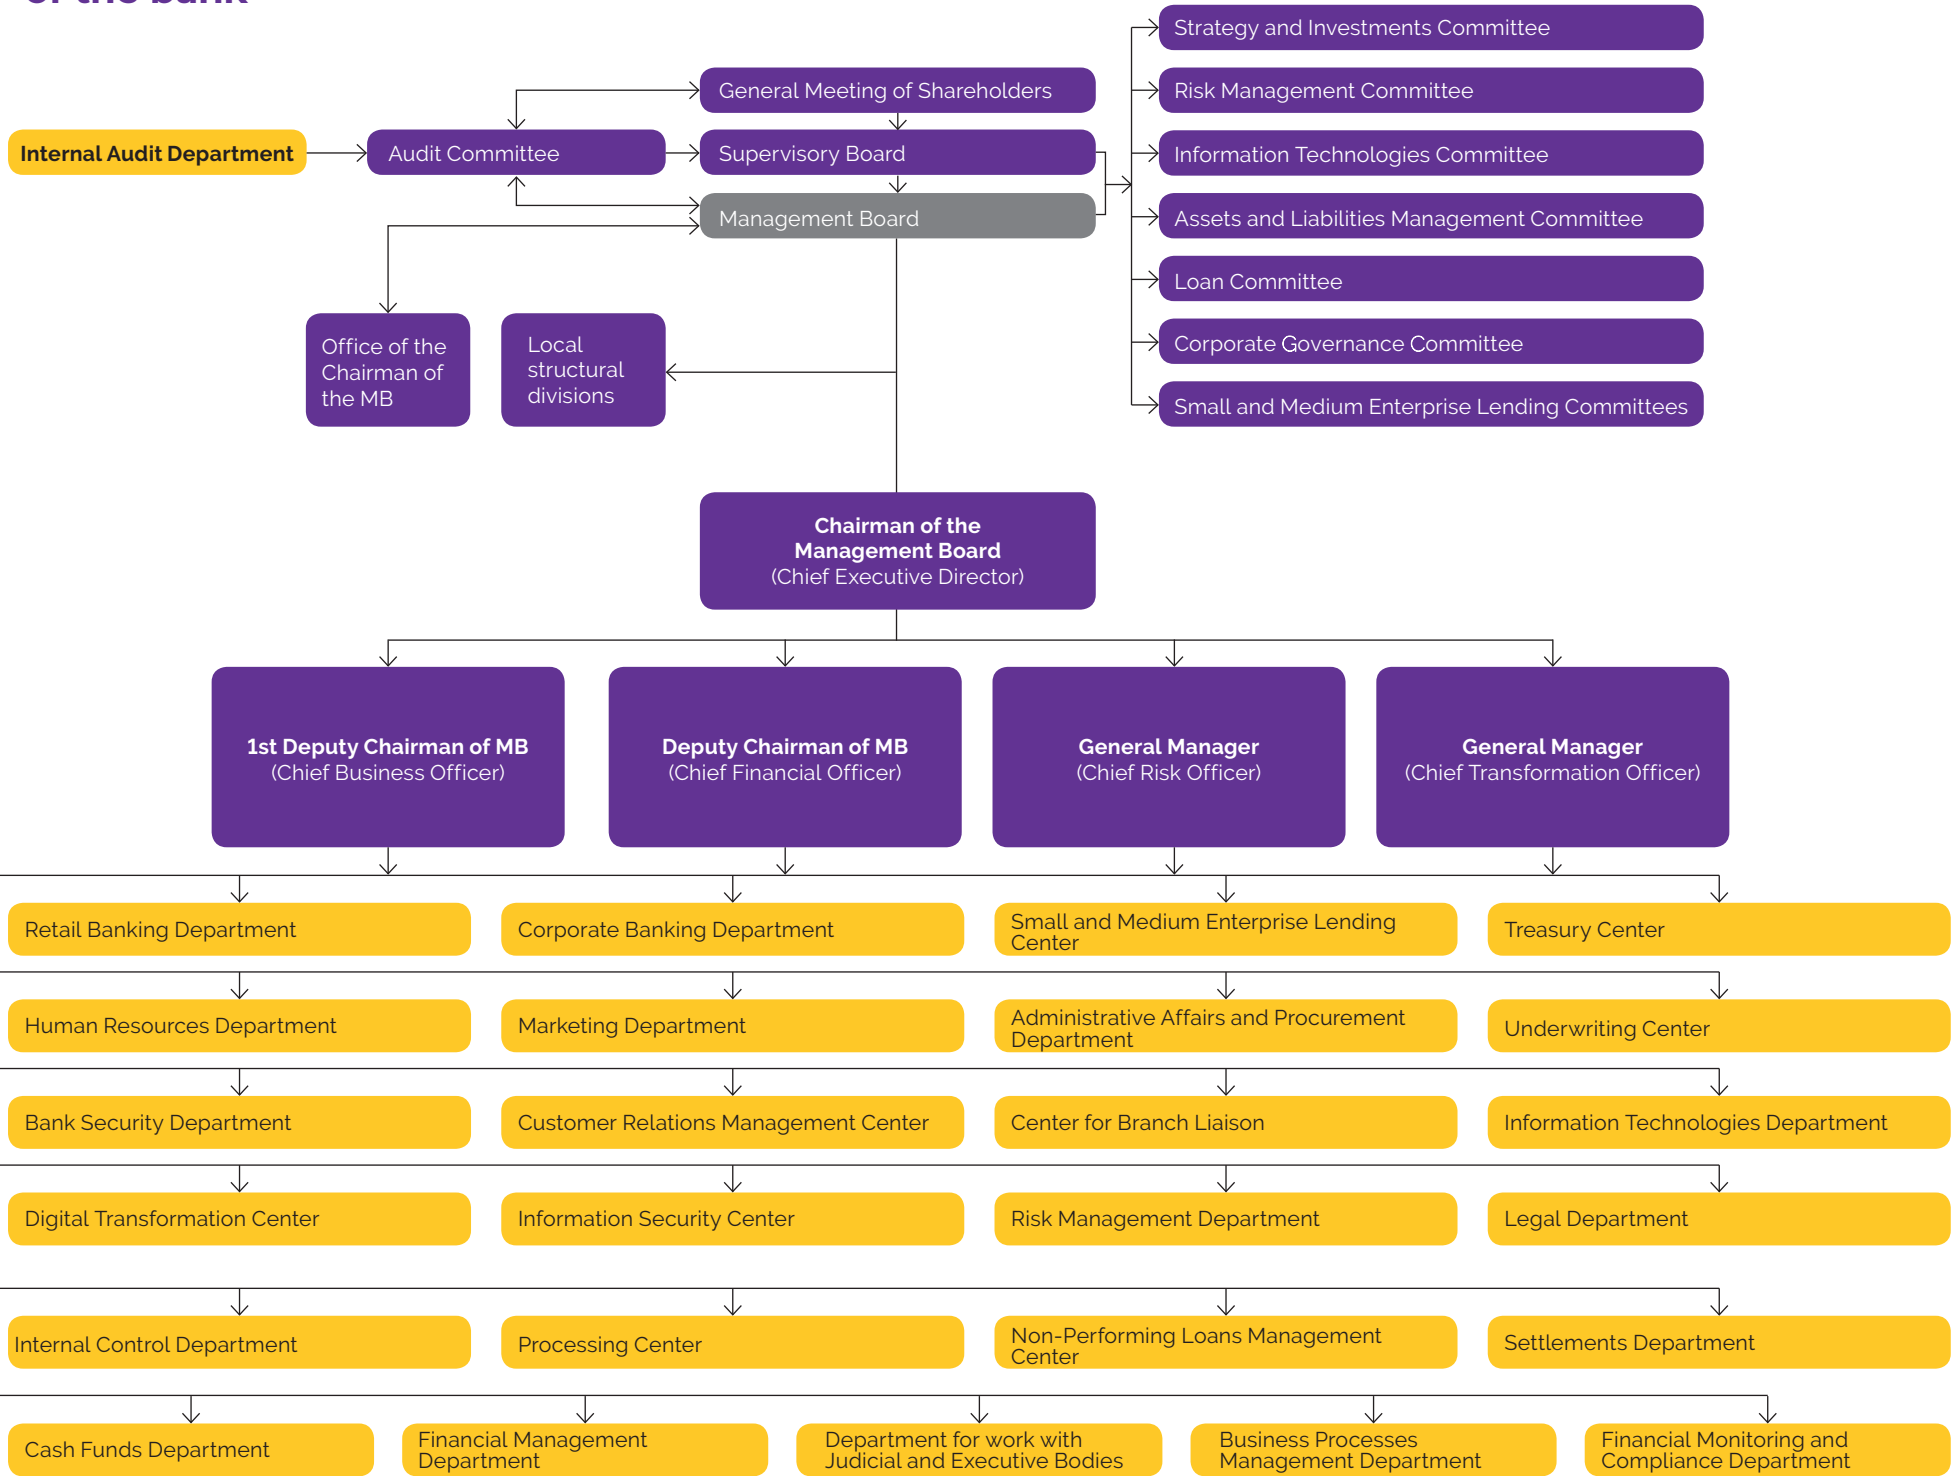 of the bank
Strategy and Investments Committee
General Meeting of Shareholders
Risk Management Committee
Internal Audit Department
Audit Committee
Supervisory Board
Information Technologies Committee
Management Board
Assets and Liabilities Management Committee
Loan Committee
Office of the
Chairman of
the MB
Local
structural
divisions
Corporate Governance Committee
Small and Medium Enterprise Lending Committees
Chairman of the
Management Board
(Chief Executive Director)
1st Deputy Chairman of MB
(Chief Business Officer)
Deputy Chairman of MB
(Chief Financial Officer)
General Manager
(Chief Risk Officer)
General Manager
(Chief Transformation Officer)
Retail Banking Department
Corporate Banking Department
Small and Medium Enterprise Lending
Center
Treasury Center
Human Resources Department
Marketing Department
Administrative Affairs and Procurement
Department
Underwriting Center
Bank Security Department
Customer Relations Management Center
Center for Branch Liaison
Information Technologies Department
Digital Transformation Center
Information Security Center
Risk Management Department
Legal Department
Internal Control Department
Processing Center
Non-Performing Loans Management
Center
Settlements Department
Cash Funds Department
Financial Management
Department
Department for work with
Judicial and Executive Bodies
Business Processes
Management Department
Financial Monitoring and
Compliance Department